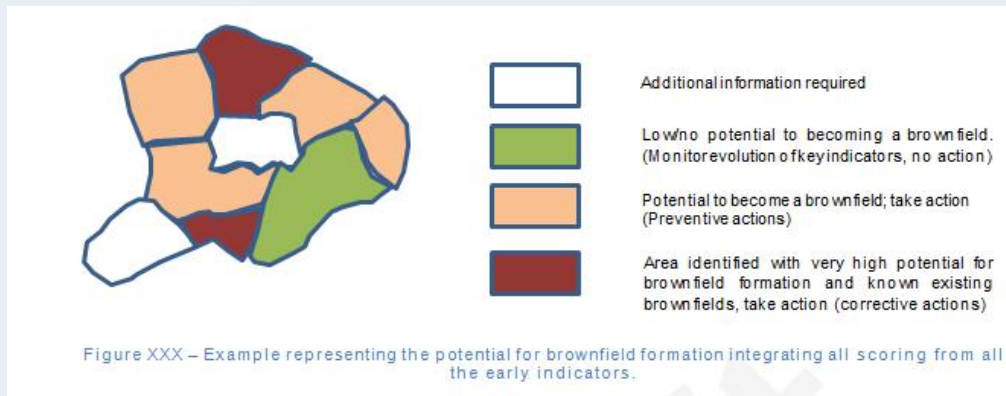 Additional information required
Low/no potential to becoming a brownfield.
(Monitor evolution of key indicators, no action)
Potential to become a brownfield; take action
(Preventive actions)
Area identified with very high potential for
brownfield formation and known existing
brownfields, take action (corrective actions)
Figure XXX – Example representing the potential for brownfield formation integrating all scoring from all
the early indicators.